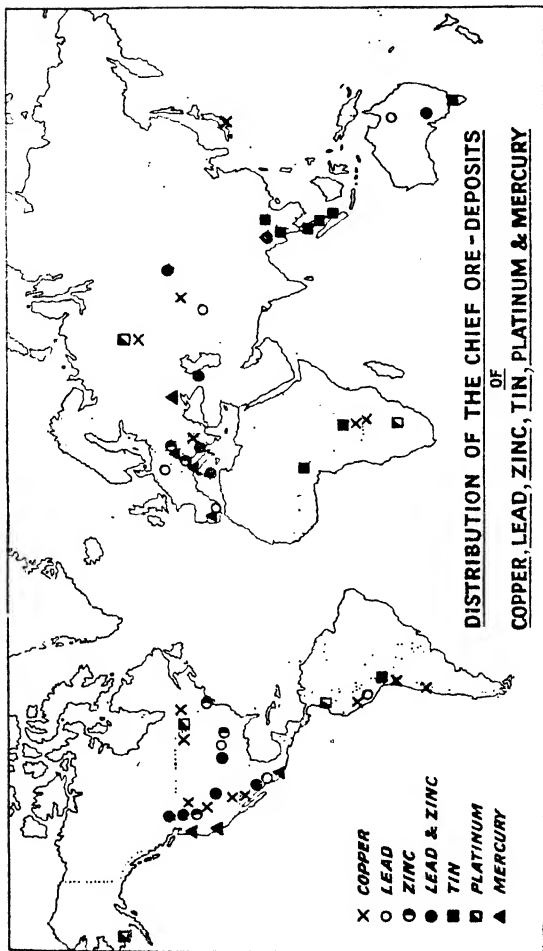 DISTRIBUTION OF THE CHIEF ORE-DEPOSITS
OF
COPPER, LEAD, ZINC, TIN, PLATINUM & MERCURY
COPPER
LEAD
ZINC
LEAD & ZINC
TIN
PLATINUM
MERCURY